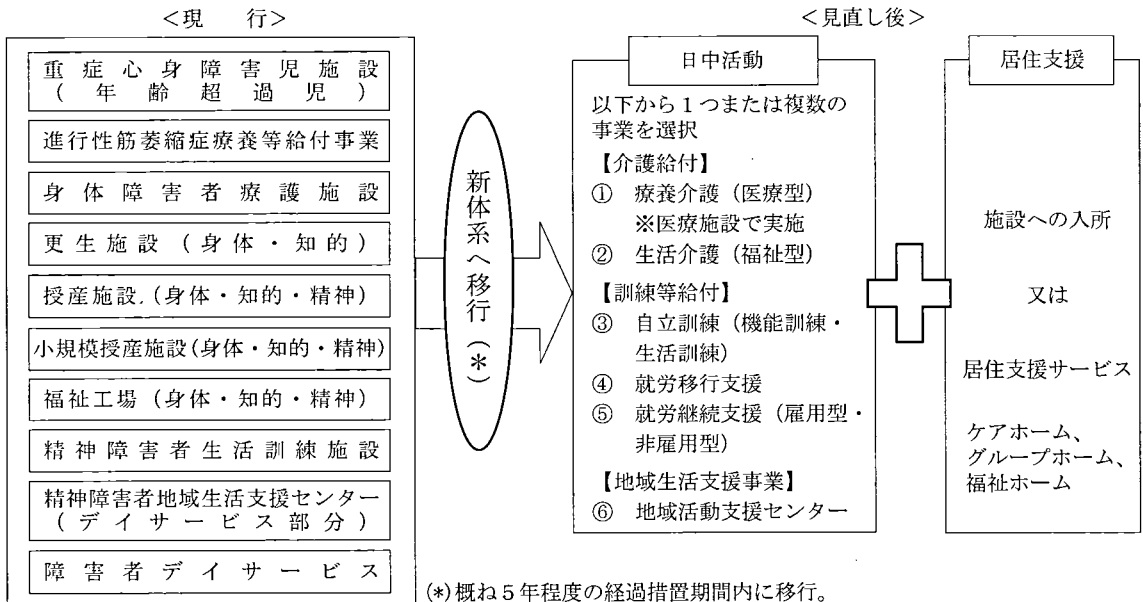 ＜現　　行＞
重症心身障害児施設
（年齢超過児）
進行性筋萎縮症療養等給付事業
身体障害者療護施設
更生施設（身体・知的）
授産施設（身体・知的・精神）
小規模授産施設（身体・知的・精神）
福祉工場（身体・知的・精神）
精神障害者生活訓練施設
精神障害者地域生活支援センター
（デイサービス部分）
障害者デイサービス
新体系へ移行（＊）
＜見直し後＞
日中活動
以下から１つまたは複数の
事業を選択
【介護給付】
①　療養介護（医療型）
※医療施設で実施
②　生活介護（福祉型）
【訓練等給付】
③　自立訓練（機能訓練・
生活訓練）
④　就労移行支援
⑤　就労継続支援（雇用型・
非雇用型）
【地域生活支援事業】
⑥　地域活動支援センター
居住支援
施設への入所
又は
居住支援サービス
ケアホーム、
グループホーム、
福祉ホーム
(*)概ね５年程度の経過措置期間内に移行。